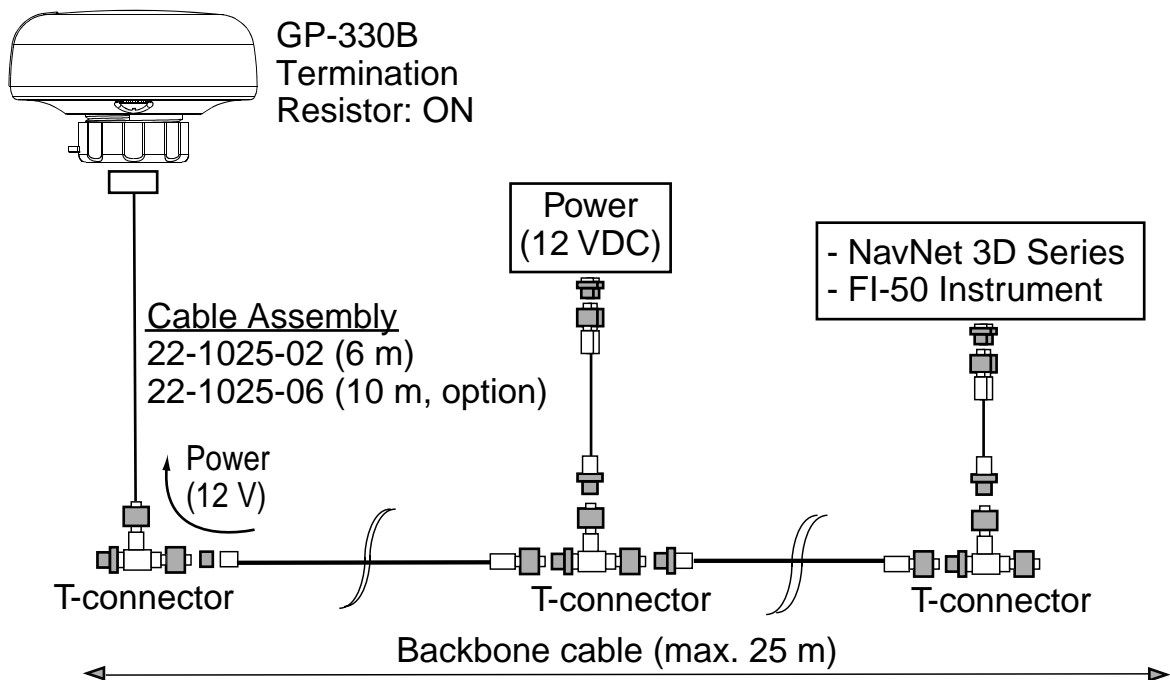 GP-330B
Termination
Resistor: ON
Power
(12 VDC)
- NavNet 3D Series
- FI-50 Instrument
Cable Assembly
22-1025-02 (6 m)
22-1025-06 (10 m, option)
Power
(12 V)
T-connector
T-connector
T-connector
Backbone cable (max. 25 m)